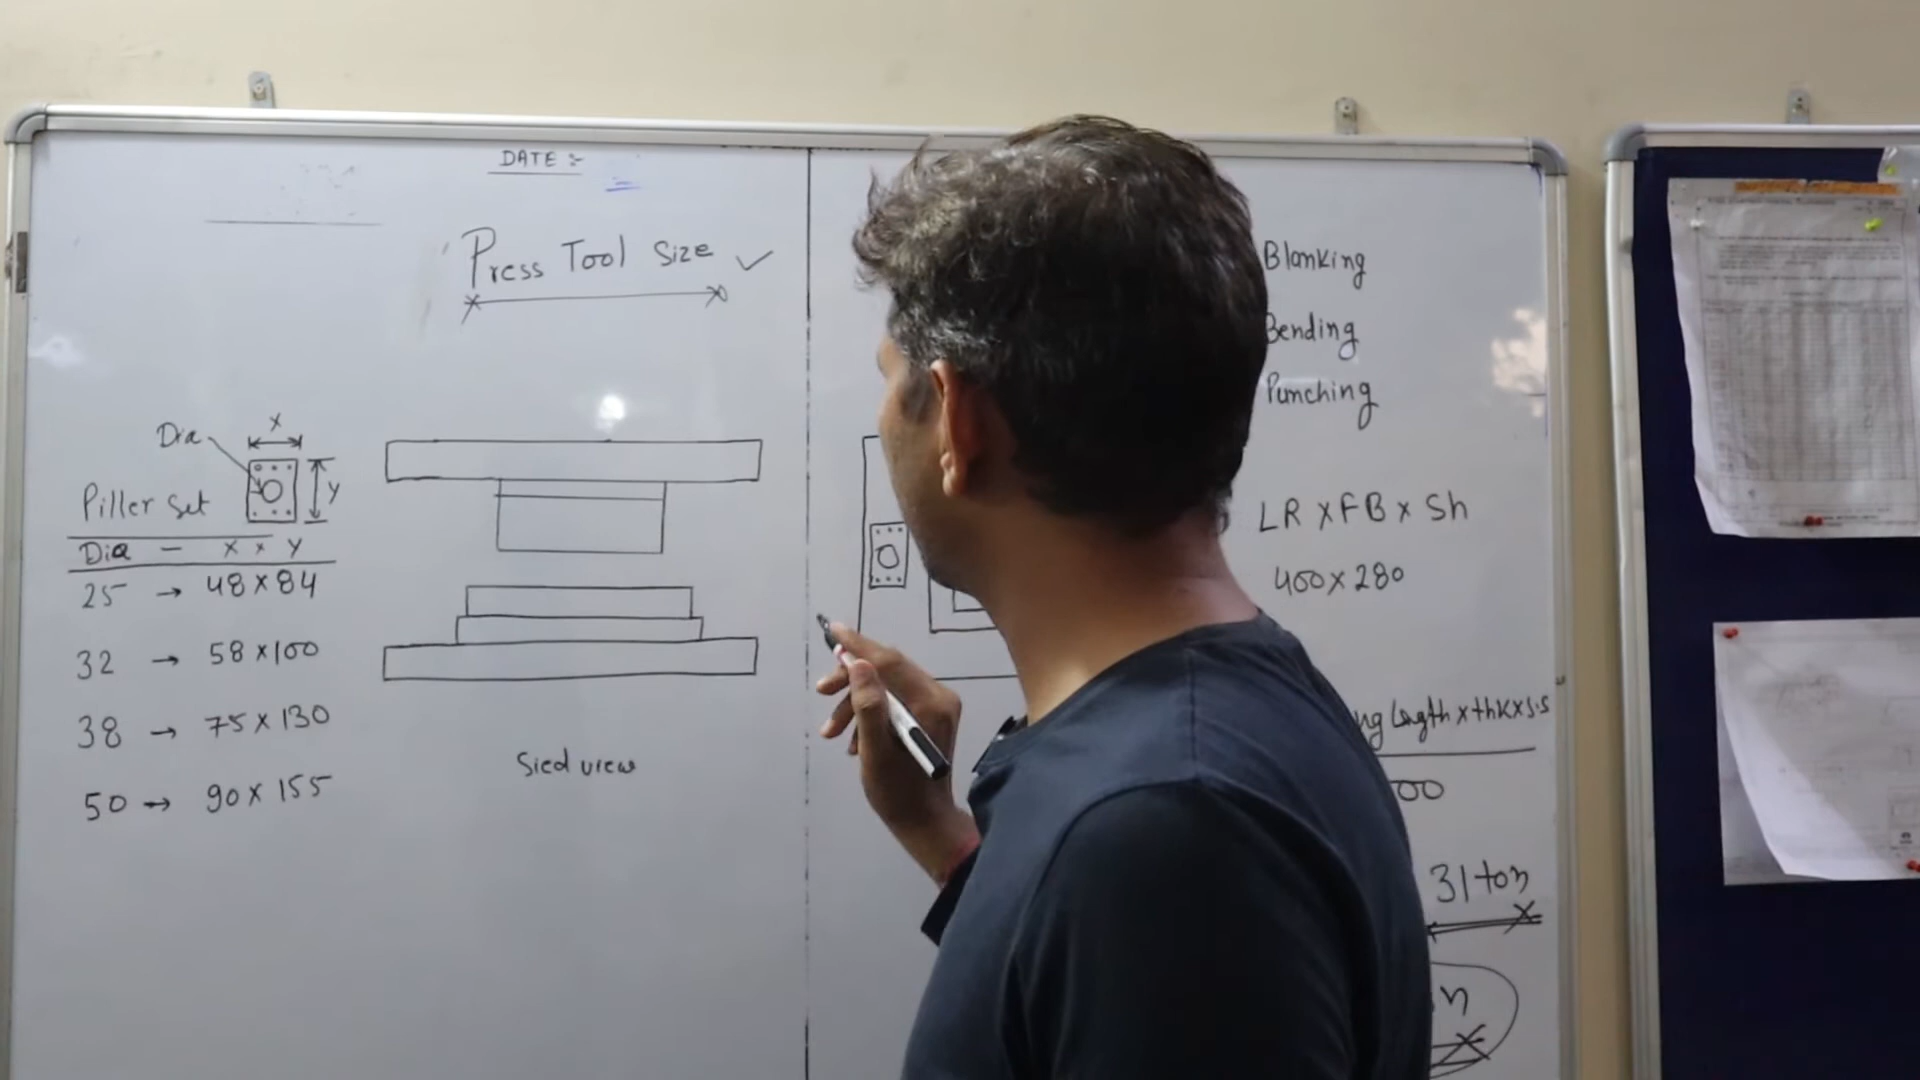 DATE :-
Press Tool Size ✓
Dia
X
Y
Piller set
Dia - X x Y
25 → 48 x 84
32 → 58 x 100
38 → 75 x 130
50 → 90 x 155
Sied view
Blanking
Bending
Punching
LR x FB x Sh
400 x 280
x thk x S.S
31 ton